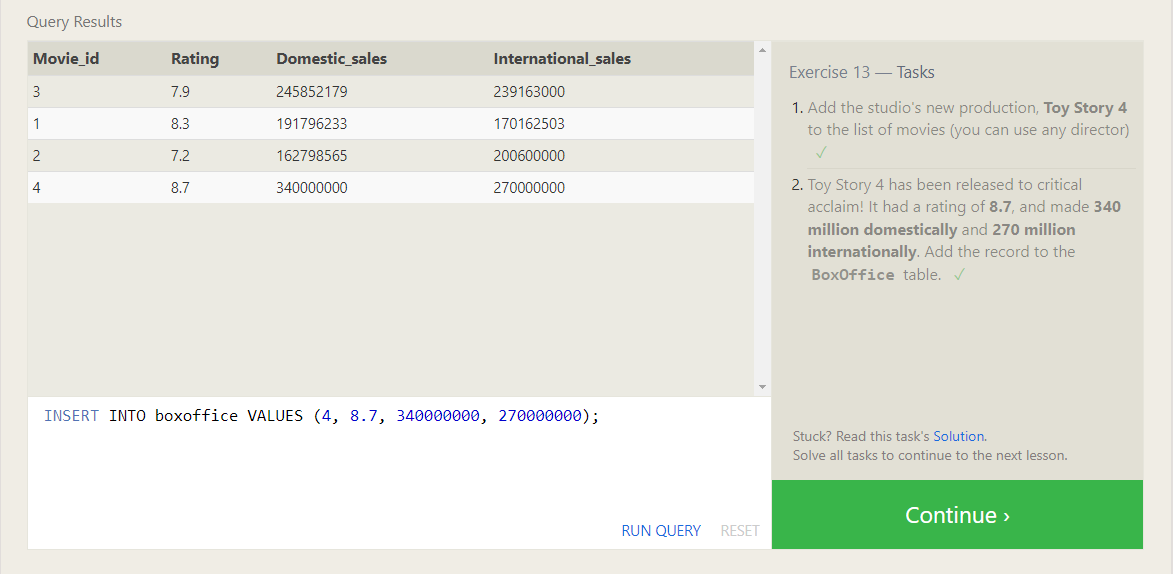 Query Results
Movie_id Rating Domestic_sales International_sales
3 7.9 245852179 239163000
1 8.3 191796233 170162503
2 7.2 162798565 200600000
4 8.7 340000000 270000000
INSERT INTO boxoffice VALUES (4, 8.7, 340000000, 270000000);
RUN QUERY RESET
Exercise 13 — Tasks
1. Add the studio's new production, Toy Story 4
to the list of movies (you can use any director)
✓
2. Toy Story 4 has been released to critical
acclaim! It had a rating of 8.7, and made 340
million domestically and 270 million
internationally. Add the record to the
BoxOffice table. ✓
Stuck? Read this task's Solution.
Solve all tasks to continue to the next lesson.
Continue ›